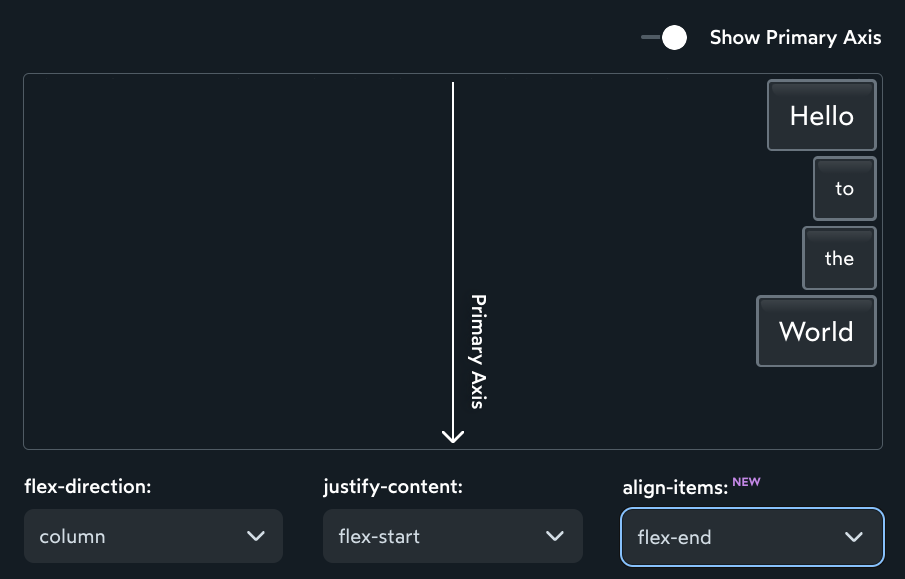 Show Primary Axis
Hello
to
the
World
Primary Axis
flex-direction:
justify-content:
align-items: NEW
column
flex-start
flex-end